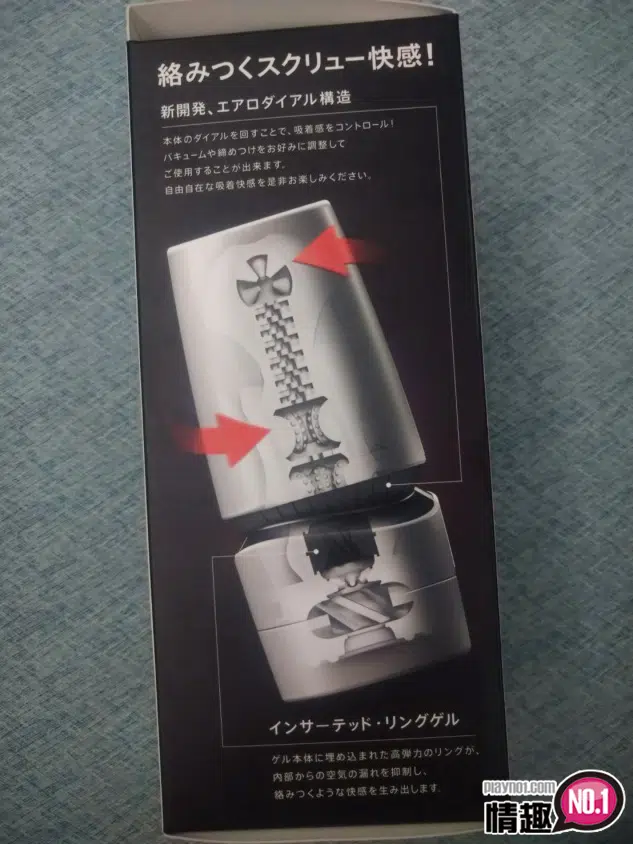 絡みつくスクリュー快感!
新開発、エアロダイアル構造
本体のダイアルを回すことで、吸着感をコントロール!
バキュームや締めつけをお好みに調整して
ご使用することが出来ます。
自由自在な吸着快感を是非お楽しみください。
インサーテッド・リングゲル
ゲル本体に埋め込まれた高弾力のリングが、
内部からの空気の漏れを抑制し、
絡みつくような快感を生み出します。
playno1.com
情趣 NO.1